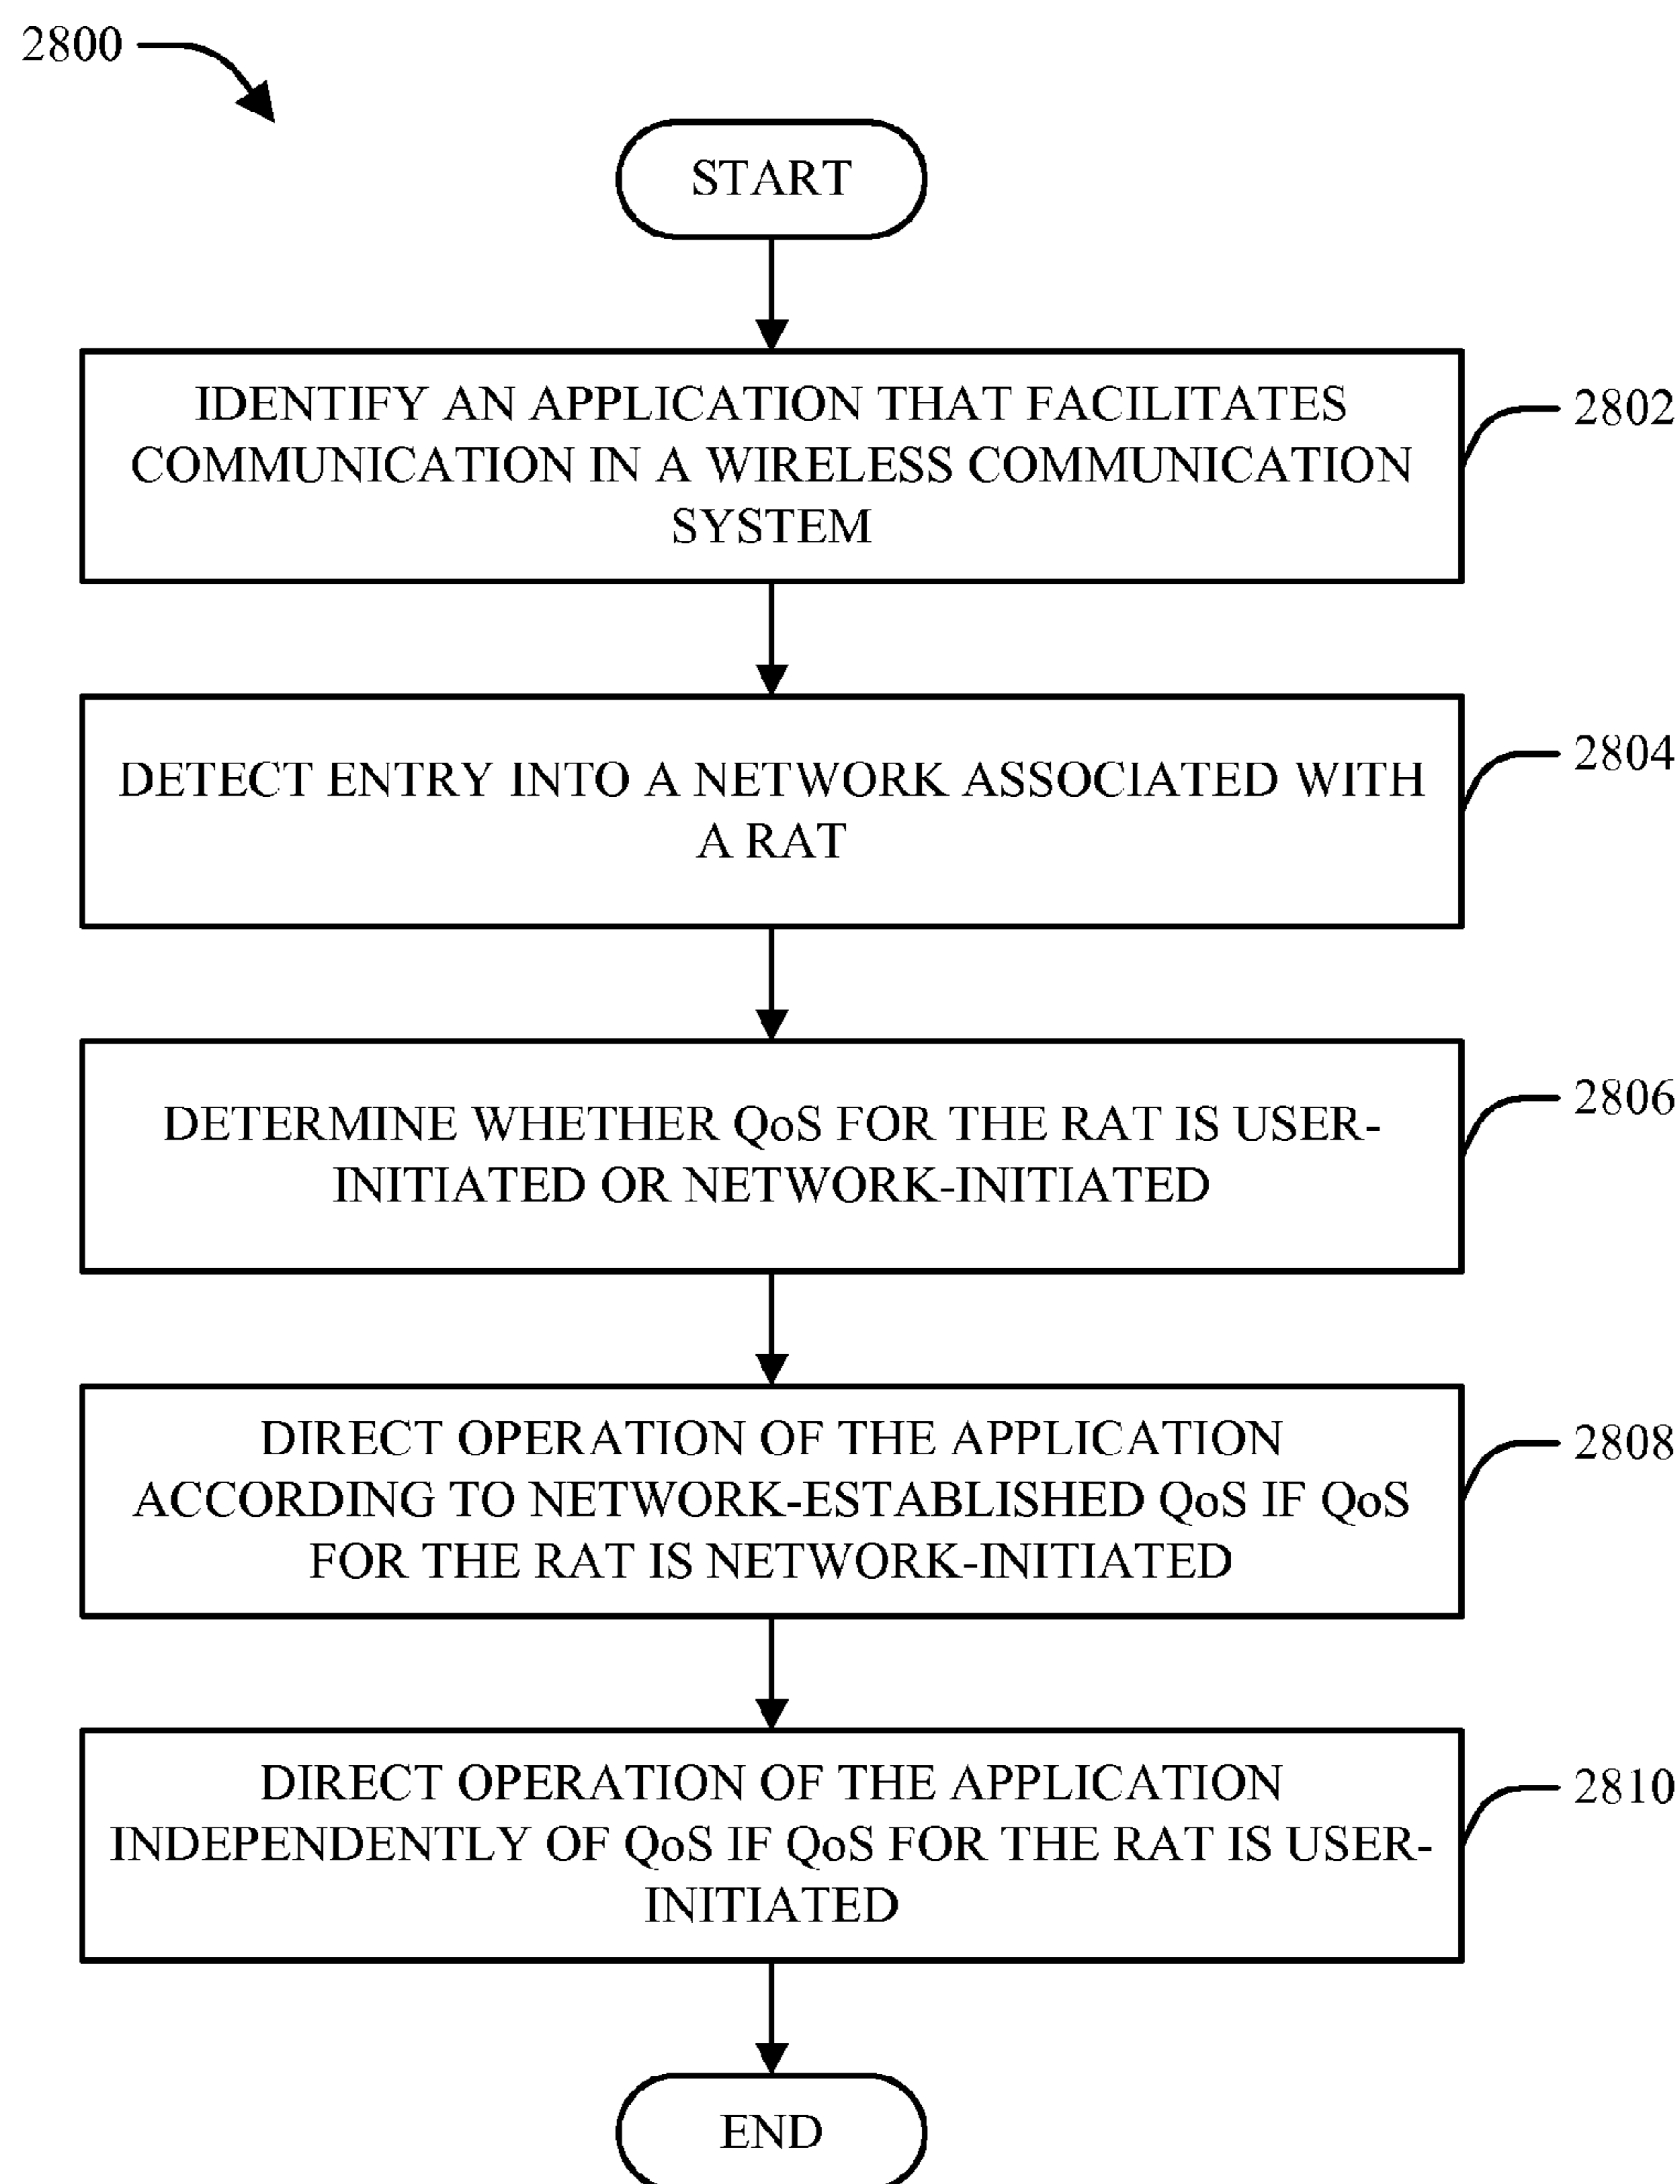 2800
START
IDENTIFY AN APPLICATION THAT FACILITATES
COMMUNICATION IN A WIRELESS COMMUNICATION
SYSTEM
2802
DETECT ENTRY INTO A NETWORK ASSOCIATED WITH
A RAT
2804
DETERMINE WHETHER QoS FOR THE RAT IS USER-
INITIATED OR NETWORK-INITIATED
2806
DIRECT OPERATION OF THE APPLICATION
ACCORDING TO NETWORK-ESTABLISHED QoS IF QoS
FOR THE RAT IS NETWORK-INITIATED
2808
DIRECT OPERATION OF THE APPLICATION
INDEPENDENTLY OF QoS IF QoS FOR THE RAT IS USER-
INITIATED
2810
END